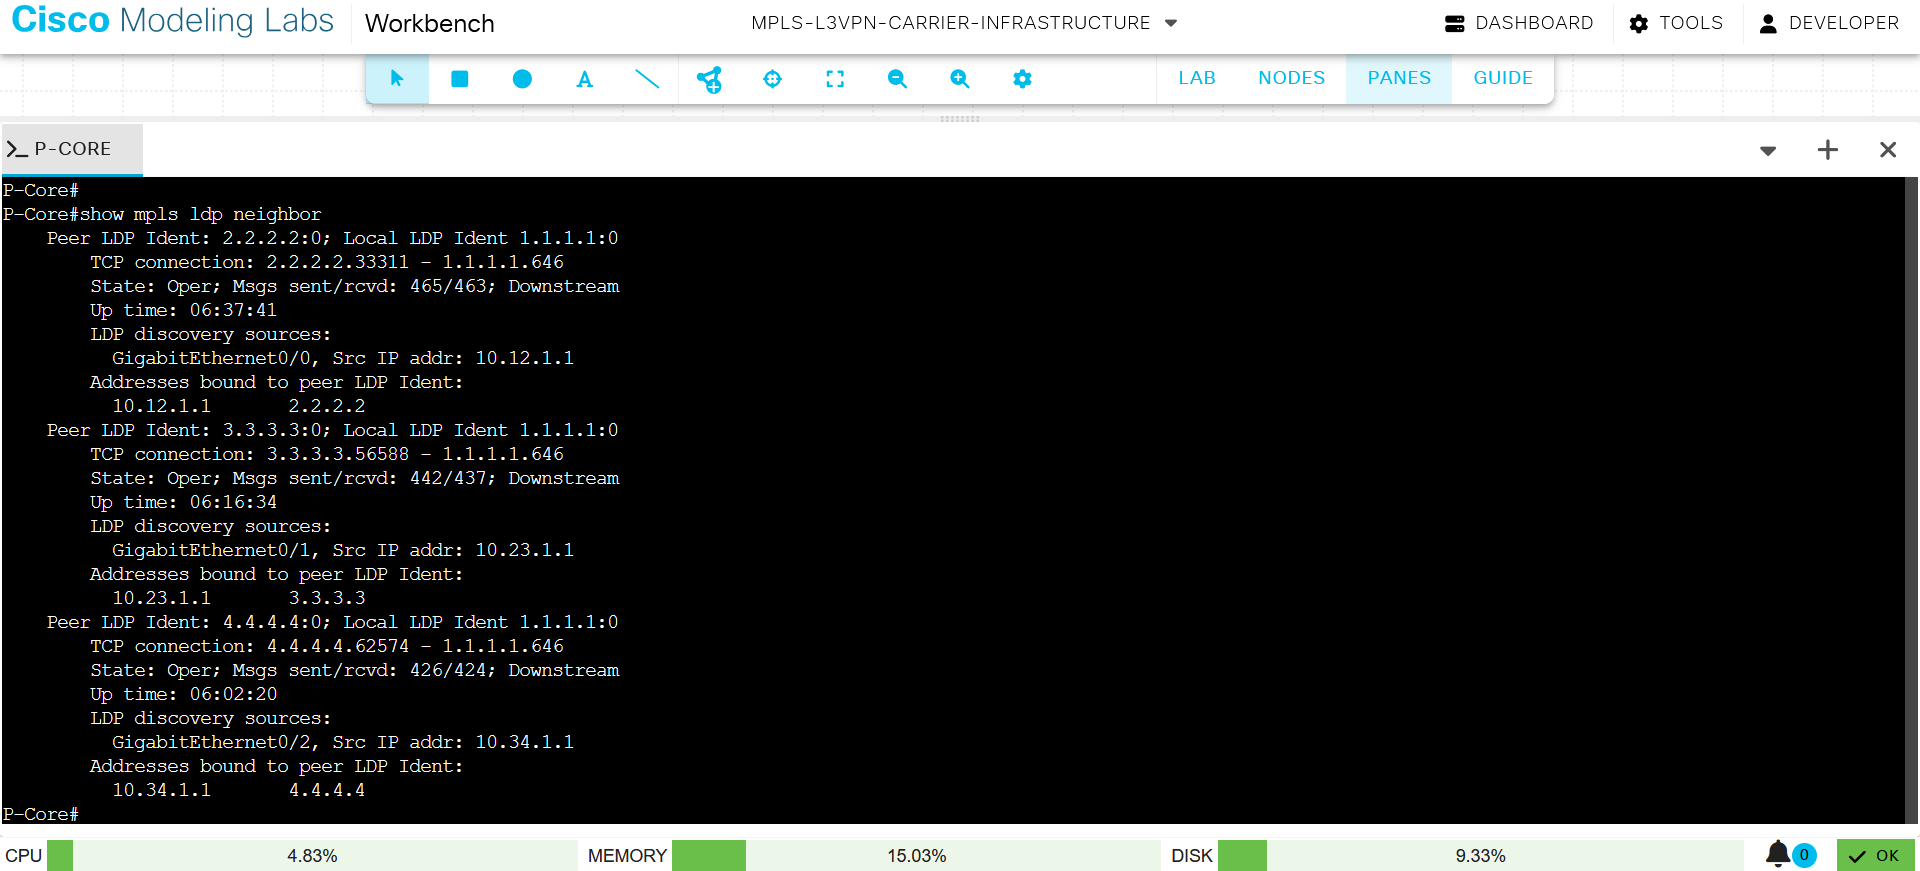 Cisco Modeling Labs Workbench MPLS-L3VPN-CARRIER-INFRASTRUCTURE DASHBOARD TOOLS DEVELOPER
A LAB NODES PANES GUIDE
P-CORE
P-Core#
P-Core#show mpls ldp neighbor
Peer LDP Ident: 2.2.2.2:0; Local LDP Ident 1.1.1.1:0
TCP connection: 2.2.2.2.33311 - 1.1.1.1.646
State: Oper; Msgs sent/rcvd: 465/463; Downstream
Up time: 06:37:41
LDP discovery sources:
GigabitEthernet0/0, Src IP addr: 10.12.1.1
Addresses bound to peer LDP Ident:
10.12.1.1 2.2.2.2
Peer LDP Ident: 3.3.3.3:0; Local LDP Ident 1.1.1.1:0
TCP connection: 3.3.3.3.56588 - 1.1.1.1.646
State: Oper; Msgs sent/rcvd: 442/437; Downstream
Up time: 06:16:34
LDP discovery sources:
GigabitEthernet0/1, Src IP addr: 10.23.1.1
Addresses bound to peer LDP Ident:
10.23.1.1 3.3.3.3
Peer LDP Ident: 4.4.4.4:0; Local LDP Ident 1.1.1.1:0
TCP connection: 4.4.4.4.62574 - 1.1.1.1.646
State: Oper; Msgs sent/rcvd: 426/424; Downstream
Up time: 06:02:20
LDP discovery sources:
GigabitEthernet0/2, Src IP addr: 10.34.1.1
Addresses bound to peer LDP Ident:
10.34.1.1 4.4.4.4
P-Core#
CPU 4.83% MEMORY 15.03% DISK 9.33% 0 OK